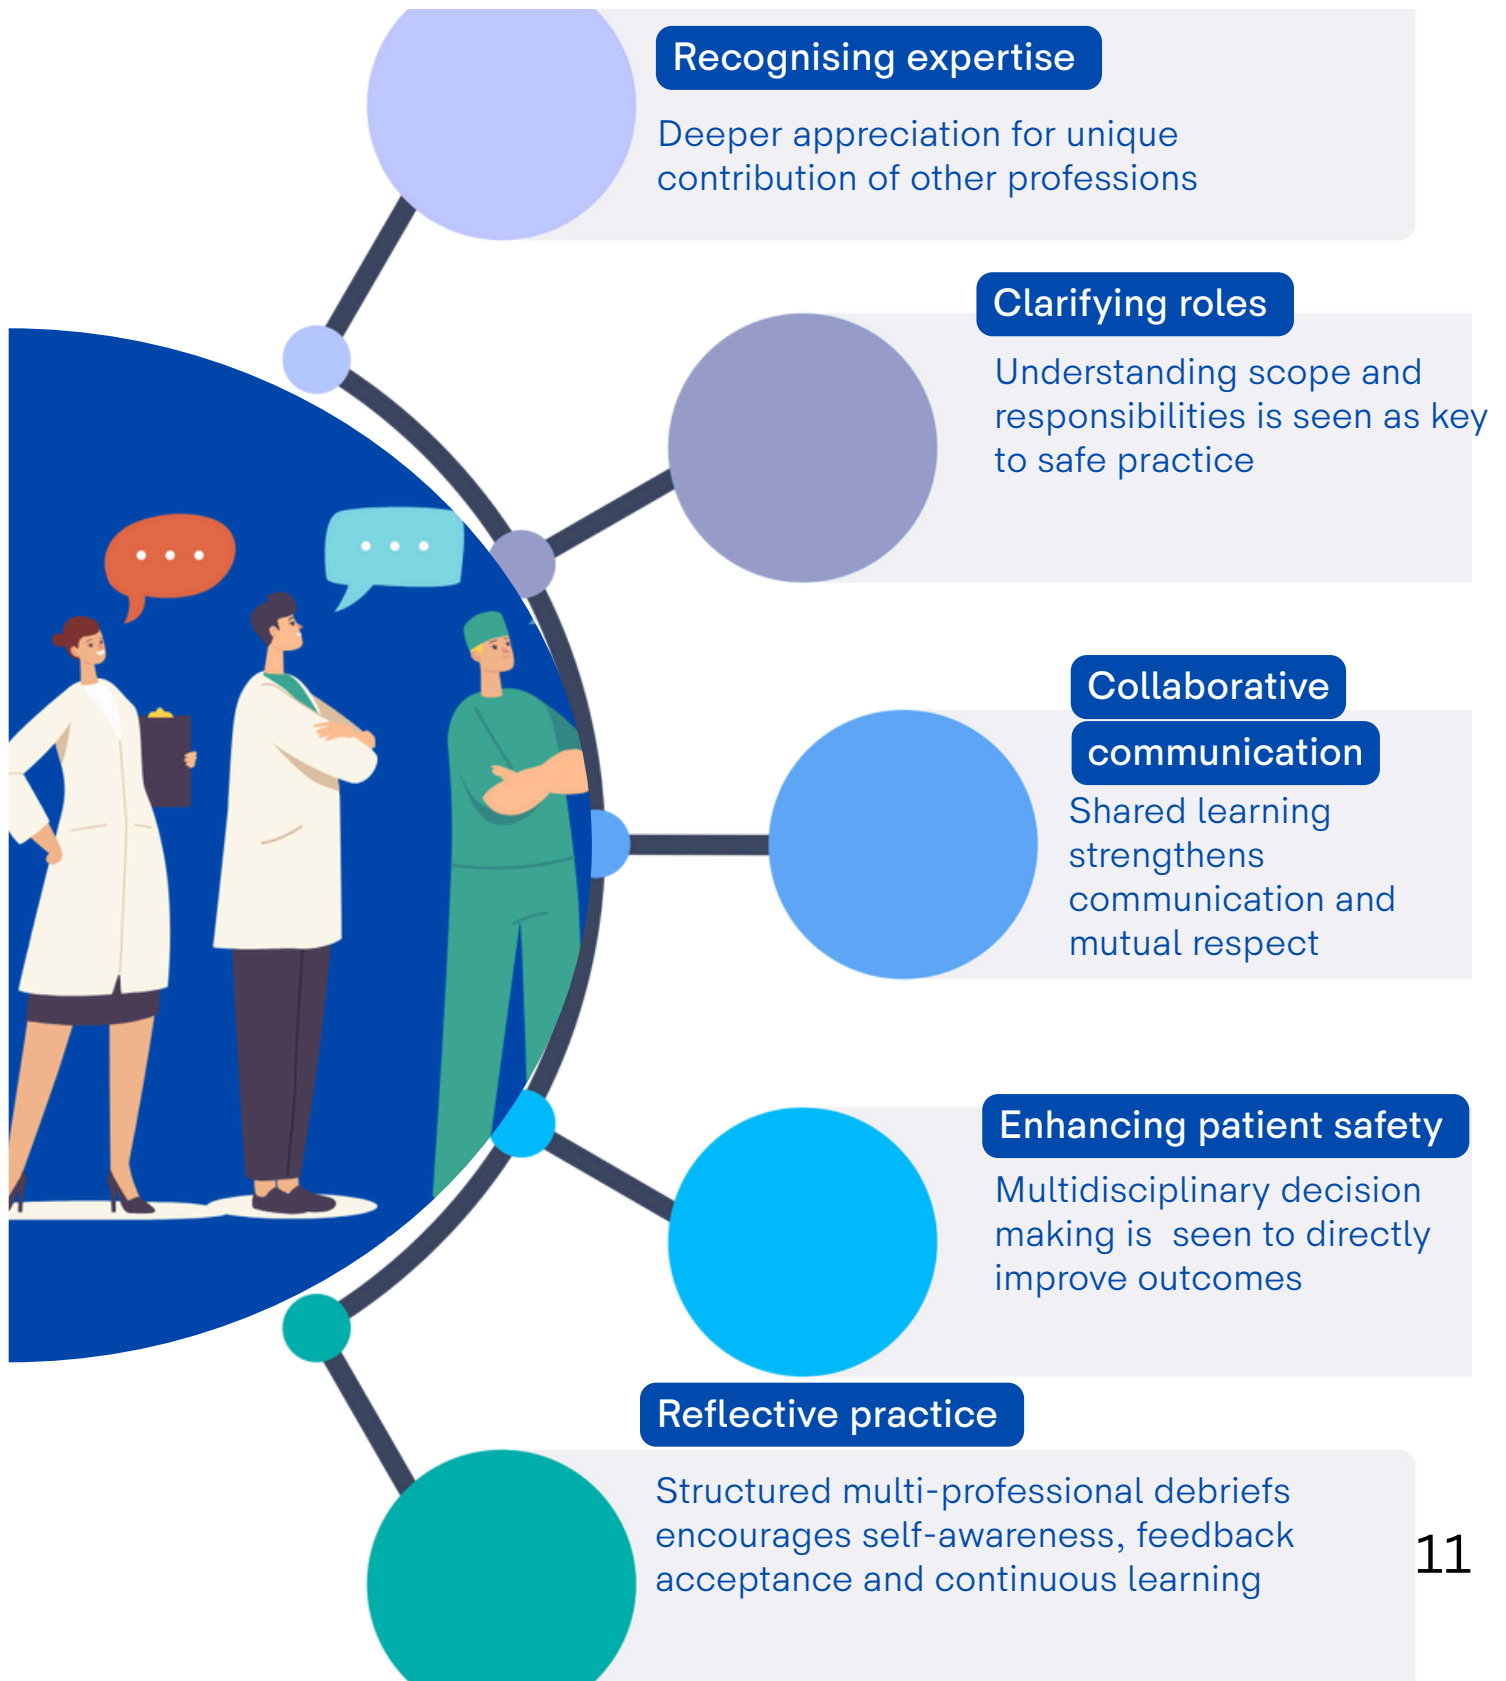 Recognising expertise
Deeper appreciation for unique
contribution of other professions
Clarifying roles
Understanding scope and
responsibilities is seen as key
to safe practice
Collaborative
communication
Shared learning
strengthens
communication and
mutual respect
Enhancing patient safety
Multidisciplinary decision
making is  seen to directly
improve outcomes
Reflective practice
Structured multi-professional debriefs
encourages self-awareness, feedback
acceptance and continuous learning
11